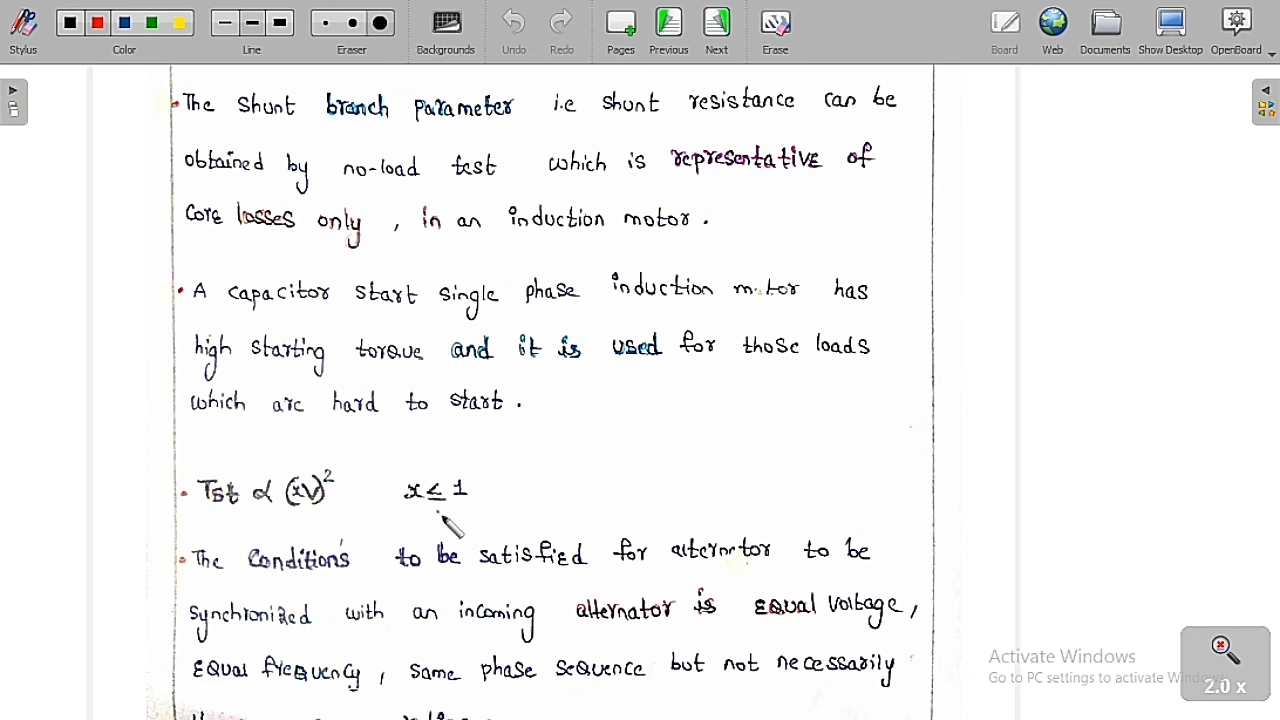 Stylus
Color
Line
Eraser
Backgrounds
Undo
Redo
Pages
Previous
Next
Erase
Board
Web
Documents
Show Desktop
OpenBoard
• The shunt branch parameter i.e shunt resistance can be
obtained by no-load test which is representative of
core losses only , in an induction motor .
• A capacitor start single phase induction motor has
high starting torque and it is used for those loads
which are hard to start .
• Tst ∝ (xV)² x ≤ 1
• The Condition's to be satisfied for alternator to be
synchronized with an incoming alternator is equal voltage,
equal frequency , same phase sequence but not necessarily
Activate Windows
Go to PC settings to activate Windows
2.0 x